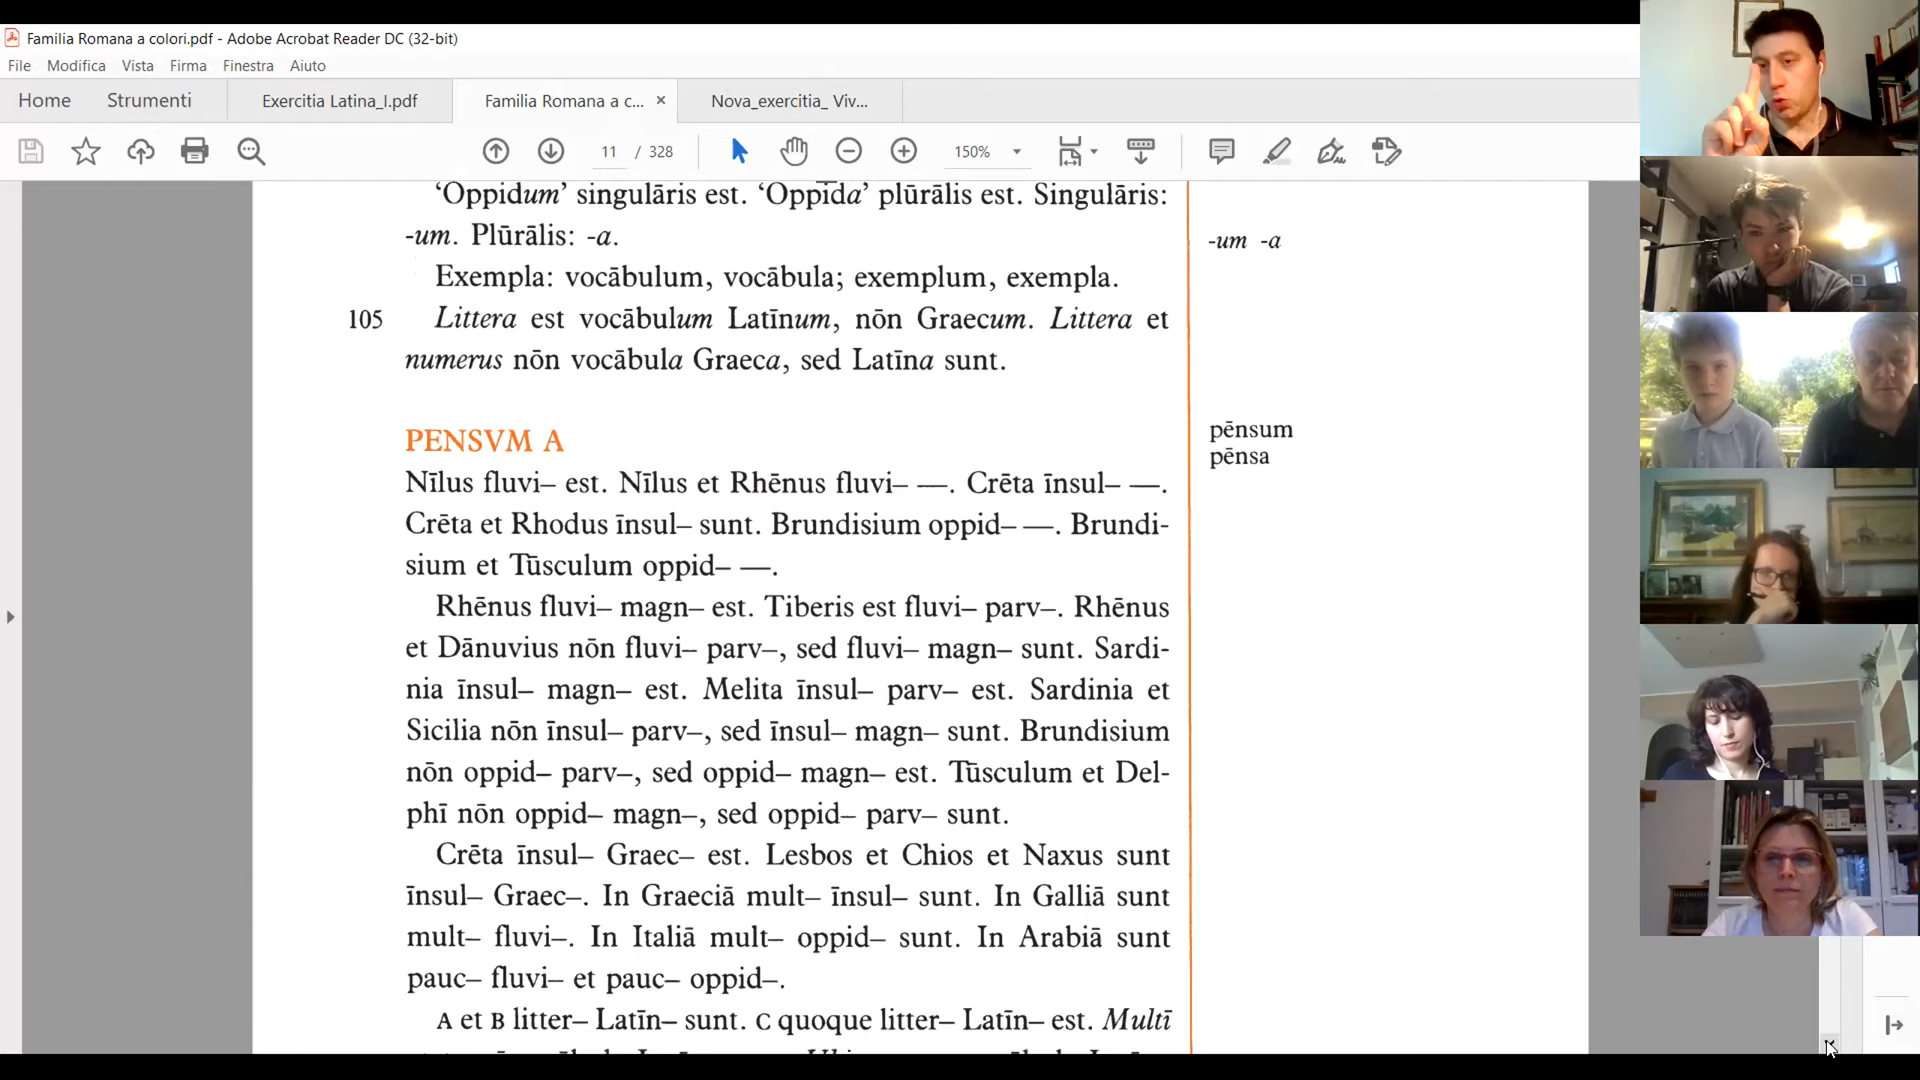 Familia Romana a colori.pdf - Adobe Acrobat Reader DC (32-bit)
File Modifica Vista Firma Finestra Aiuto
Home Strumenti Exercitia Latina_I.pdf Familia Romana a c... × Nova_exercitia_ Viv...
11 / 328 150%
‘Oppidum’ singulāris est. ‘Oppida’ plūrālis est. Singulāris:
-um. Plūrālis: -a.
-um -a
Exempla: vocābulum, vocābula; exemplum, exempla.
105 Littera est vocābulum Latīnum, nōn Graecum. Littera et
numerus nōn vocābula Graeca, sed Latīna sunt.
PENSVM A
pēnsum
pēnsa
Nīlus fluvi– est. Nīlus et Rhēnus fluvi– —. Crēta īnsul– —.
Crēta et Rhodus īnsul– sunt. Brundisium oppid– —. Brundi-
sium et Tūsculum oppid– —.
Rhēnus fluvi– magn– est. Tiberis est fluvi– parv–. Rhēnus
et Dānuvius nōn fluvi– parv–, sed fluvi– magn– sunt. Sardi-
nia īnsul– magn– est. Melita īnsul– parv– est. Sardinia et
Sicilia nōn īnsul– parv–, sed īnsul– magn– sunt. Brundisium
nōn oppid– parv–, sed oppid– magn– est. Tūsculum et Del-
phī nōn oppid– magn–, sed oppid– parv– sunt.
Crēta īnsul– Graec– est. Lesbos et Chios et Naxus sunt
īnsul– Graec–. In Graeciā mult– īnsul– sunt. In Galliā sunt
mult– fluvi–. In Italiā mult– oppid– sunt. In Arabiā sunt
pauc– fluvi– et pauc– oppid–.
A et B litter– Latīn– sunt. C quoque litter– Latīn– est. Multī